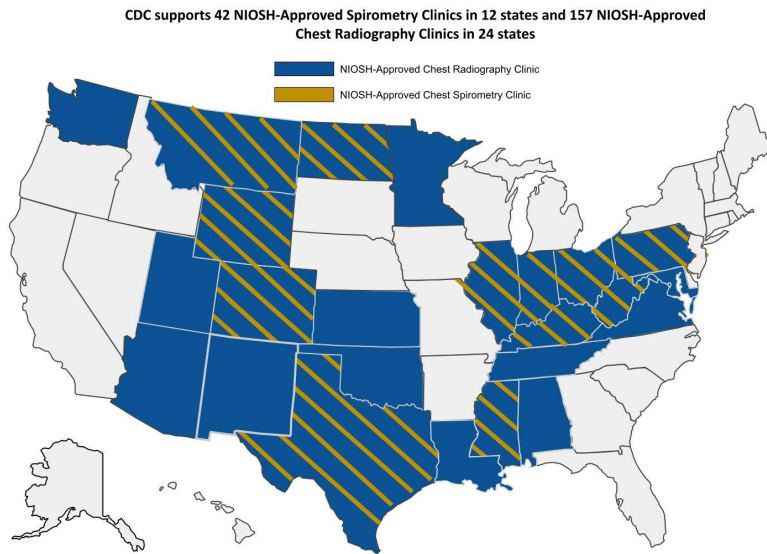 CDC supports 42 NIOSH-Approved Spirometry Clinics in 12 states and 157 NIOSH-Approved
Chest Radiography Clinics in 24 states
NIOSH-Approved Chest Radiography Clinic
NIOSH-Approved Chest Spirometry Clinic